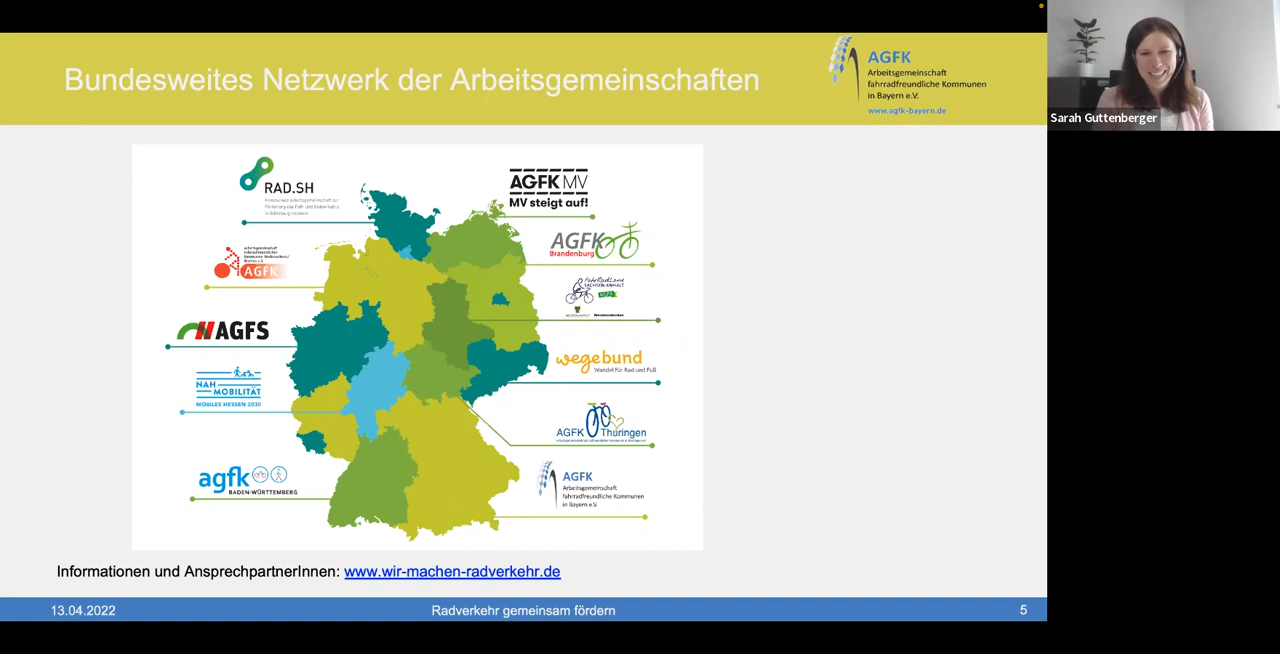 Bundesweites Netzwerk der Arbeitsgemeinschaften
AGFK
Arbeitsgemeinschaft
fahrradfreundliche Kommunen
in Bayern e.V.
www.agfk-bayern.de
Sarah Guttenberger
RAD.SH
AGFK MV
MV steigt auf!
AGFK
Brandenburg
AGFK
SACHSEN-ANHALT
AGFS
wegebund
Wandel für Rad und Fuß
NAH
MOBILITÄT
MOBILES HESSEN 2030
AGFK Thüringen
agfk
BADEN-WÜRTTEMBERG
AGFK
Arbeitsgemeinschaft
fahrradfreundliche Kommunen
in Bayern e.V.
Informationen und AnsprechpartnerInnen: www.wir-machen-radverkehr.de
13.04.2022
Radverkehr gemeinsam fördern
5